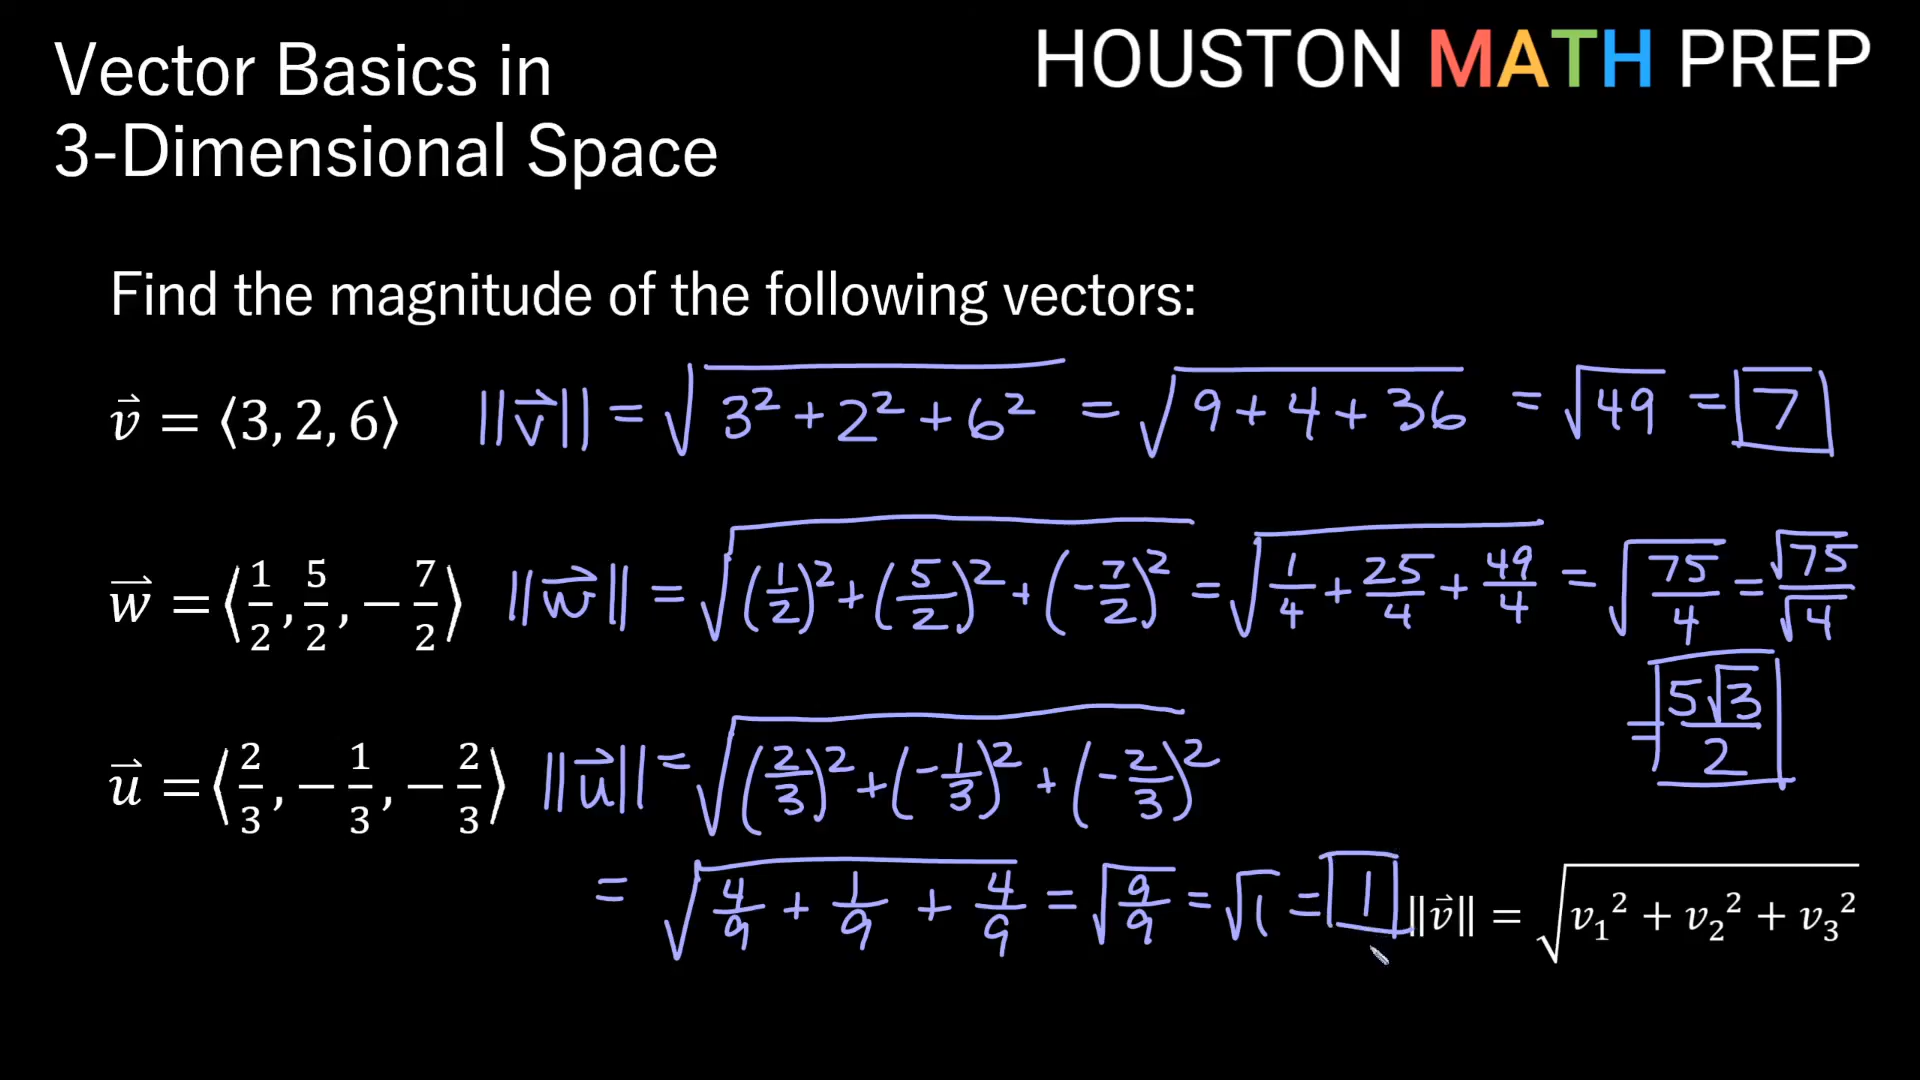 Vector Basics in
3-Dimensional Space
HOUSTON MATH PREP
Find the magnitude of the following vectors:
v⃗ = ⟨3, 2, 6⟩ ||v⃗|| = √(3² + 2² + 6²) = √(9 + 4 + 36) = √49 = 7
w⃗ = ⟨1/2, 5/2, −7/2⟩ ||w⃗|| = √((1/2)² + (5/2)² + (−7/2)²) = √(1/4 + 25/4 + 49/4) = √(75/4) = √75/√4
= 5√3/2
u⃗ = ⟨2/3, −1/3, −2/3⟩ ||u⃗|| = √((2/3)² + (−1/3)² + (−2/3)²)
= √(4/9 + 1/9 + 4/9) = √(9/9) = √1 = 1
‖v⃗‖ = √(v₁² + v₂² + v₃²)